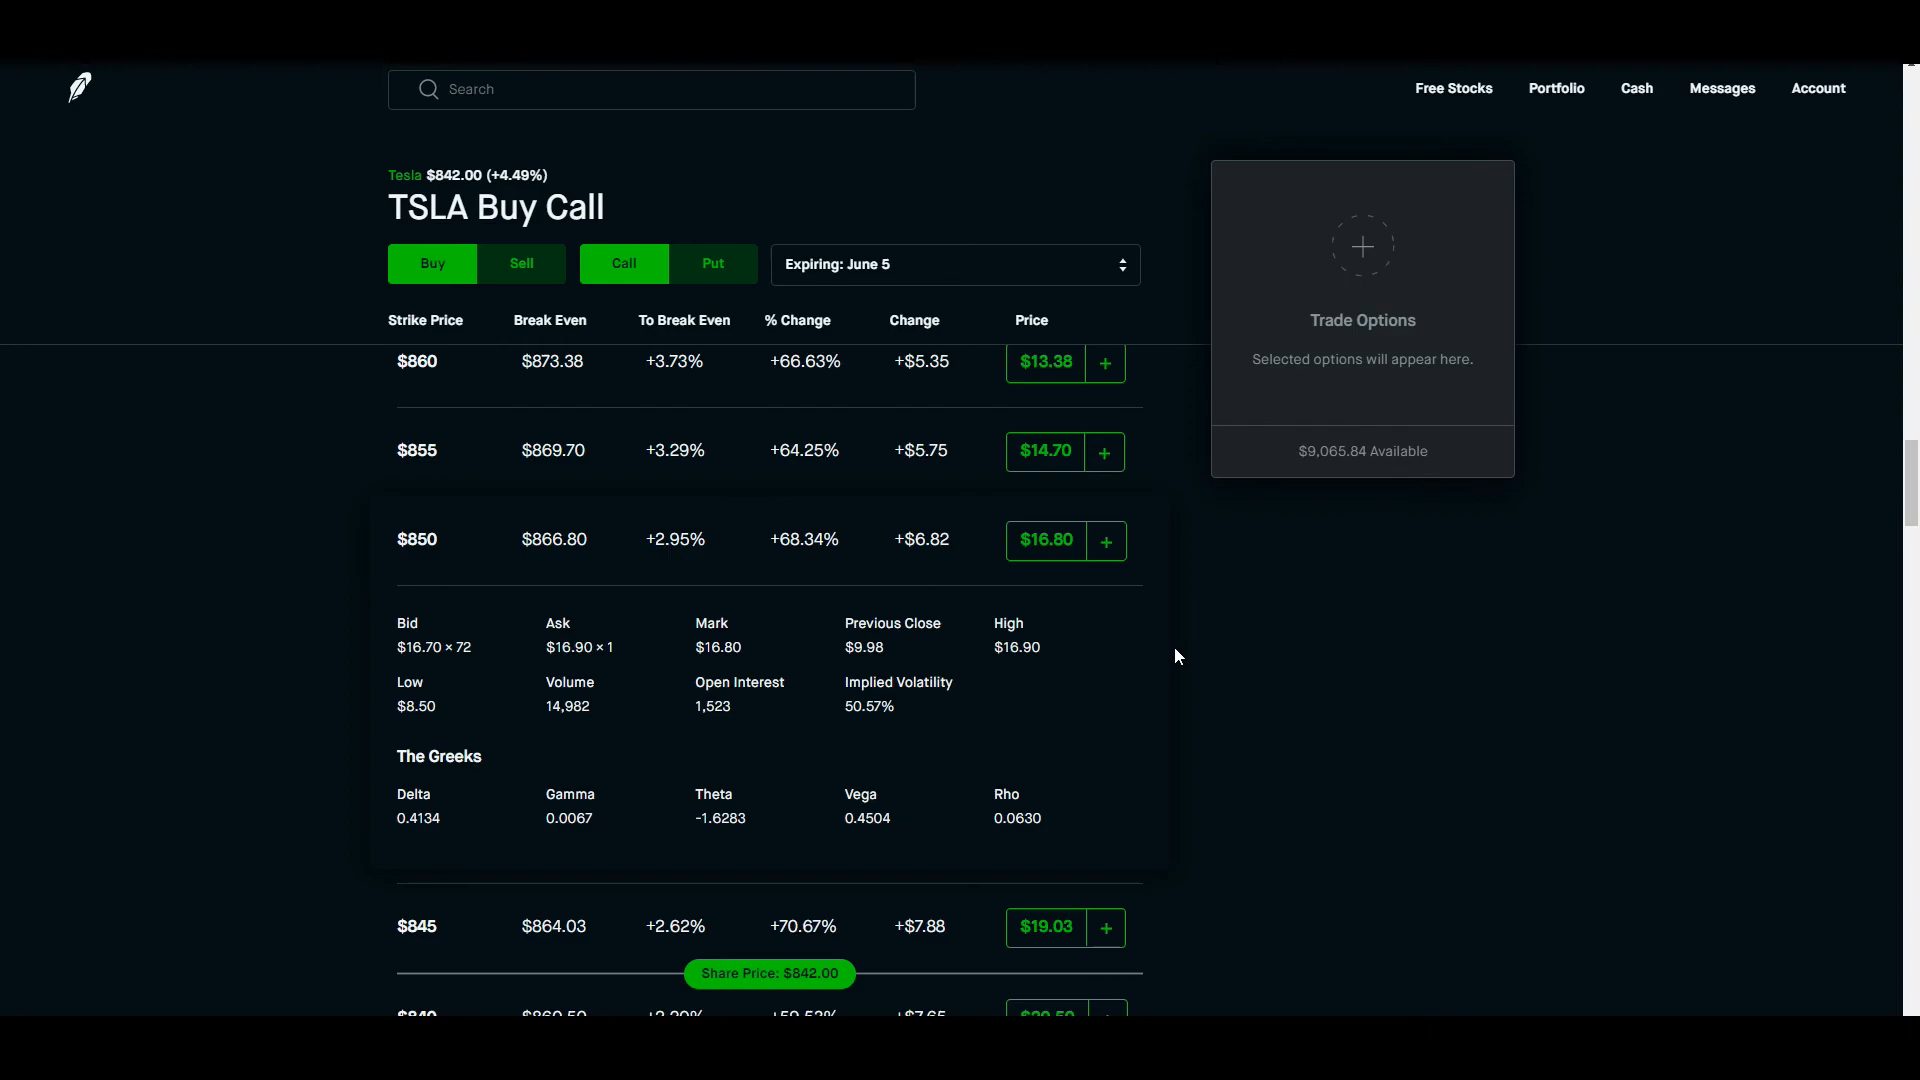 Search
Free Stocks Portfolio Cash Messages Account
Tesla $842.00 (+4.49%)
TSLA Buy Call
Buy Sell Call Put Expiring: June 5
Strike Price Break Even To Break Even % Change Change Price
$860 $873.38 +3.73% +66.63% +$5.35 $13.38 +
$855 $869.70 +3.29% +64.25% +$5.75 $14.70 +
$850 $866.80 +2.95% +68.34% +$6.82 $16.80 +
Bid Ask Mark Previous Close High
$16.70 × 72 $16.90 × 1 $16.80 $9.98 $16.90
Low Volume Open Interest Implied Volatility
$8.50 14,982 1,523 50.57%
The Greeks
Delta Gamma Theta Vega Rho
0.4134 0.0067 -1.6283 0.4504 0.0630
$845 $864.03 +2.62% +70.67% +$7.88 $19.03 +
Share Price: $842.00
$840 $860.50 +2.20%
+
Trade Options
Selected options will appear here.
$9,065.84 Available